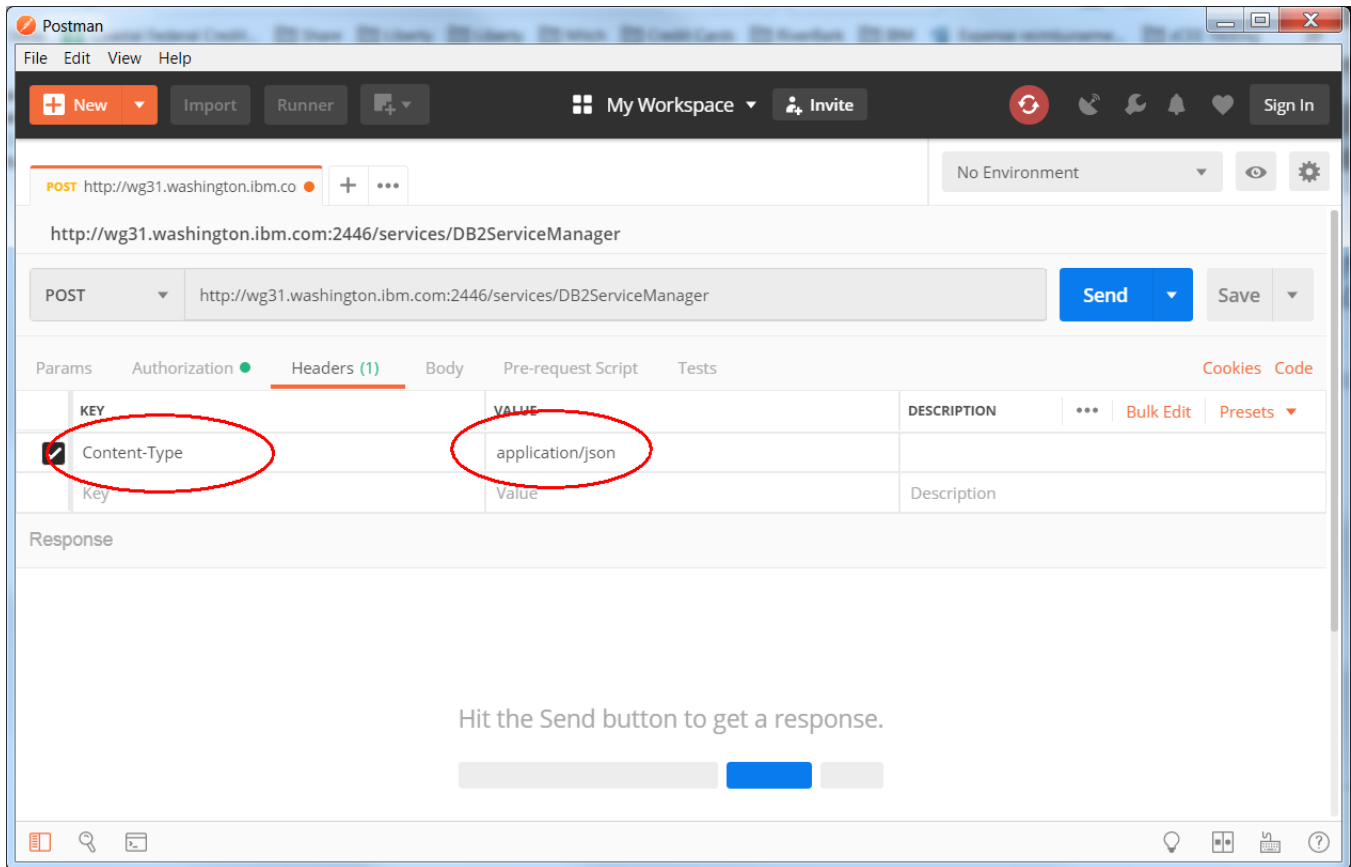 Postman
File Edit View Help
New Import Runner My Workspace Invite Sign In
POST http://wg31.washington.ibm.co No Environment
http://wg31.washington.ibm.com:2446/services/DB2ServiceManager
POST http://wg31.washington.ibm.com:2446/services/DB2ServiceManager Send Save
Params Authorization Headers (1) Body Pre-request Script Tests Cookies Code
KEY VALUE DESCRIPTION Bulk Edit Presets
Content-Type application/json
Key Value Description
Response
Hit the Send button to get a response.